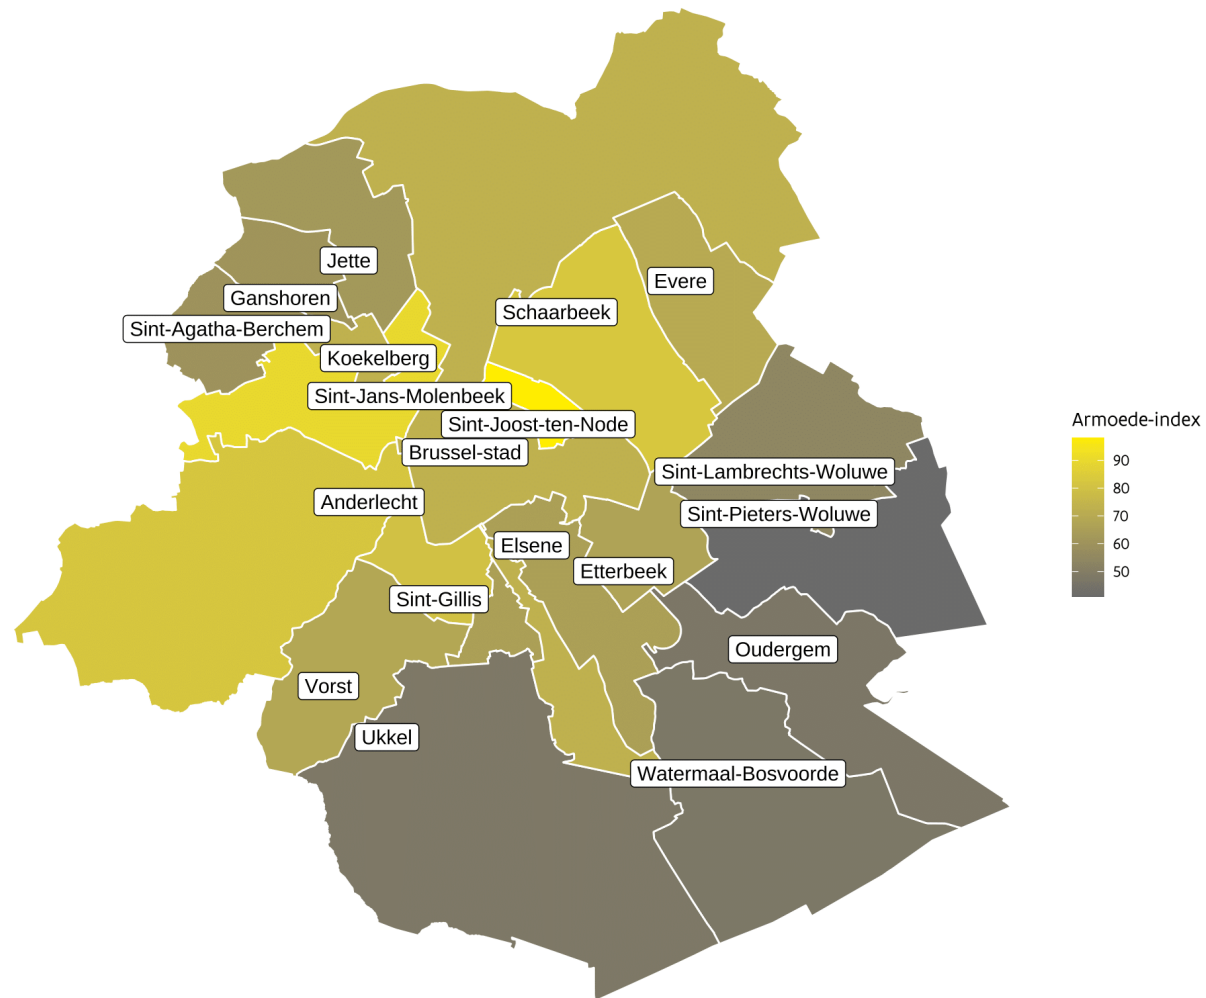 Jette
Evere
Ganshoren
Schaarbeek
Sint-Agatha-Berchem
Koekelberg
Sint-Jans-Molenbeek
Sint-Joost-ten-Node
Brussel-stad
Sint-Lambrechts-Woluwe
Anderlecht
Sint-Pieters-Woluwe
Elsene
Etterbeek
Sint-Gillis
Oudergem
Vorst
Ukkel
Watermaal-Bosvoorde
Armoede-index
90
80
70
60
50